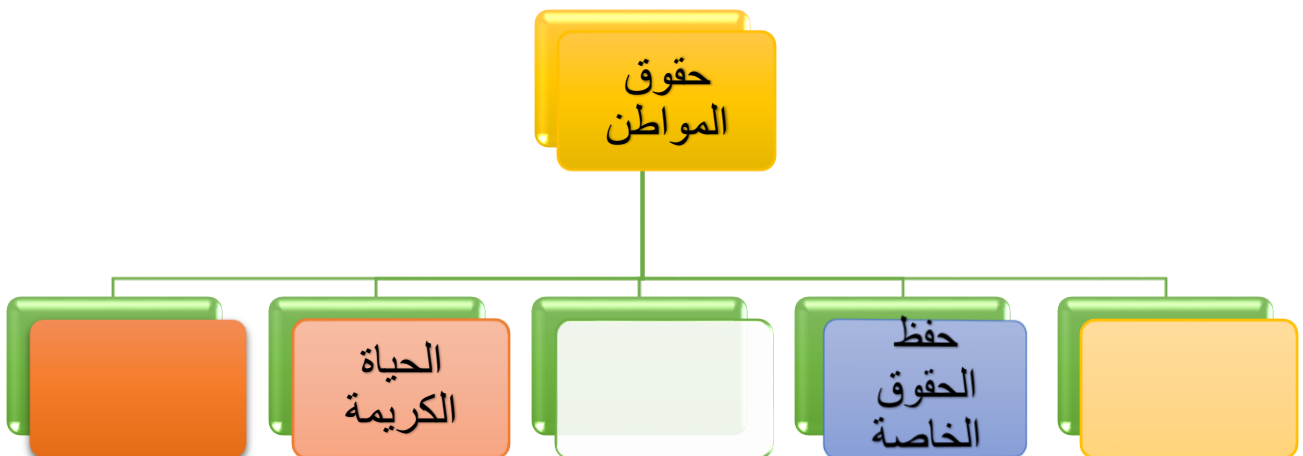 حقوق
المواطن
حفظ
الحقوق
الخاصة
الحياة
الكريمة